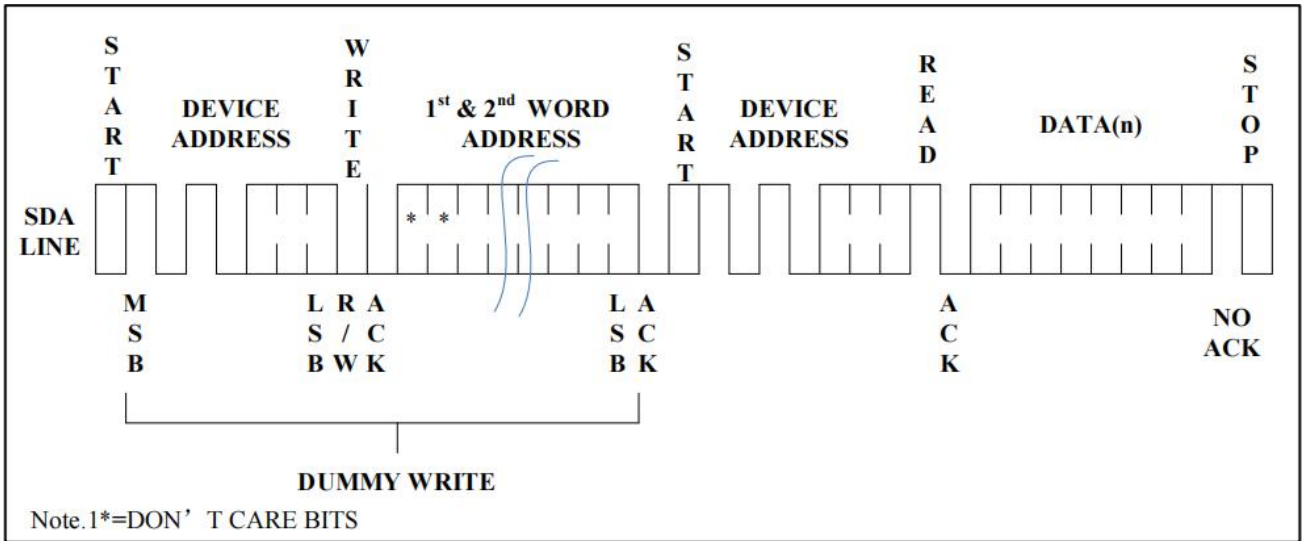 START
WRITE
START
READ
STOP
DEVICE
ADDRESS
1st & 2nd WORD
ADDRESS
DEVICE
ADDRESS
DATA(n)
SDA
LINE
* *
MSB
LSB
R/W
ACK
LSB
ACK
ACK
NO
ACK
DUMMY WRITE
Note.1*=DON’T CARE BITS